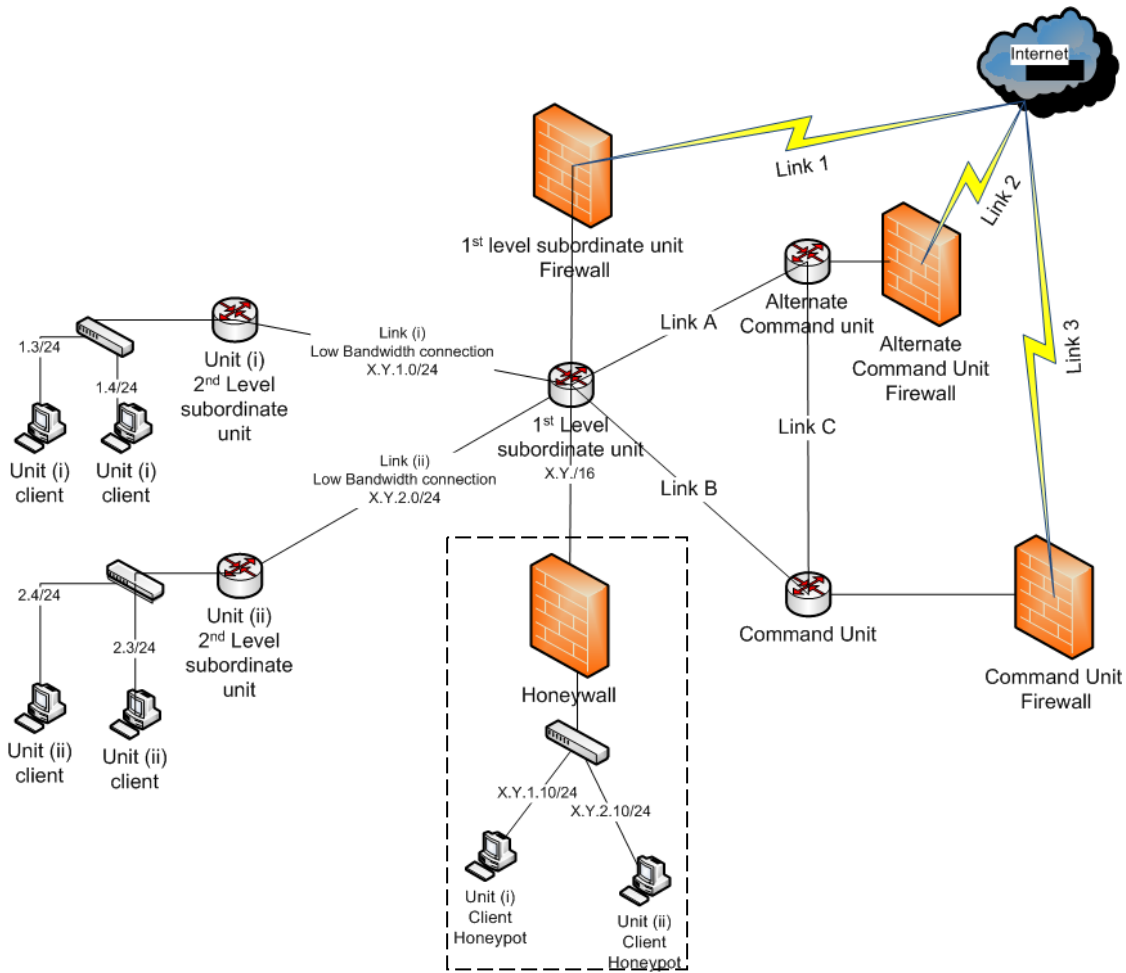 Internet
Link 1
Link 2
Link 3
1st level subordinate unit
Firewall
Alternate
Command unit
Alternate
Command Unit
Firewall
Link A
Link (i)
Low Bandwidth connection
X.Y.1.0/24
Unit (i)
2nd Level
subordinate
unit
1.3/24
1.4/24
Unit (i)
client
Unit (i)
client
1st Level
subordinate unit
X.Y./16
Link C
Link (ii)
Low Bandwidth connection
X.Y.2.0/24
Link B
2.4/24
2.3/24
Unit (ii)
2nd Level
subordinate
unit
Unit (ii)
client
Unit (ii)
client
Command Unit
Command Unit
Firewall
Honeywall
X.Y.1.10/24
X.Y.2.10/24
Unit (i)
Client
Honeypot
Unit (ii)
Client
Honeypot